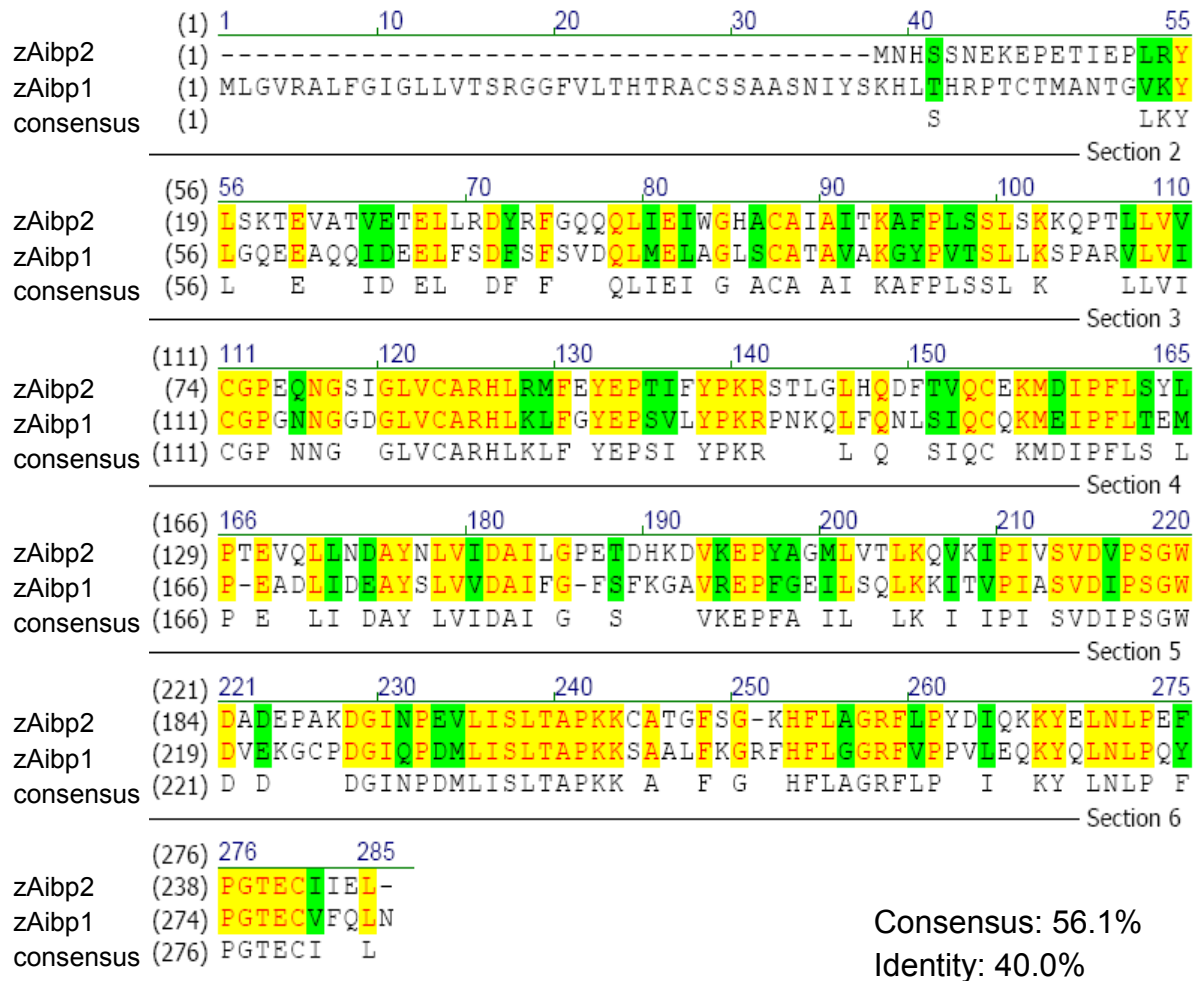 (1) 1 10 20 30 40 55
zAibp2 (1) -------------------------------------MNHSSNEKEPETIEPLRY
zAibp1 (1) MLGVRALFGIGLLVTSRGGFVLTHTRACSSAASNIYSKHLTHRPTCTMANTGVKY
consensus (1) S LKY
Section 2
(56) 56 70 80 90 100 110
zAibp2 (19) LSKTEVATVETELLRDYRFGQQQLIEIWGHACAIAITKAFPLSSLSKKQPTLLVV
zAibp1 (56) LGQEEAQQIDEELFSDFSFSVDQLMELAGLSCATAVAKGYPVTSLLKSPARVLVI
consensus (56) L E ID EL DF F QLIEI G ACA AI KAFPLSSL K LLVI
Section 3
(111) 111 120 130 140 150 165
zAibp2 (74) CGPEQNGSIGLVCARHLRMFEYEPTIFYPKRSTLGLHQDFTVQCEKMDIPFLSYL
zAibp1 (111) CGPGNNGGDGLVCARHLKLFGYEPSVLYPKRPNKQLFQNLSIQCQKMEIPFLTEM
consensus (111) CGP NNG GLVCARHLKLF YEPSI YPKR L Q SIQC KMDIPFLS L
Section 4
(166) 166 180 190 200 210 220
zAibp2 (129) PTEVQLLNDAYNLVIDAILGPETDHKDVKEPYAGMLVTLKQVKIPIVSVDVPSGW
zAibp1 (166) P-EADLIDEAYSLVVDAIFG-FSFKGAVREPFGEILSQLKKITVPIASVDIPSGW
consensus (166) P E LI DAY LVIDAI G S VKEPFA IL LK I IPI SVDIPSGW
Section 5
(221) 221 230 240 250 260 275
zAibp2 (184) DADEPAKDGINPEVLISLTAPKKCATGFSG-KHFLAGRFLPYDIQKKYELNLPEF
zAibp1 (219) DVEKGCPDGIQPDMLISLTAPKKSAALFKGRFHFLGGRFVPPVLEQKYQLNLPQY
consensus (221) D D DGINPDMLISLTAPKK A F G HFLAGRFLP I KY LNLP F
Section 6
(276) 276 285
zAibp2 (238) PGTECIIEL-
zAibp1 (274) PGTECVFQLN
consensus (276) PGTECI L
Consensus: 56.1%
Identity: 40.0%